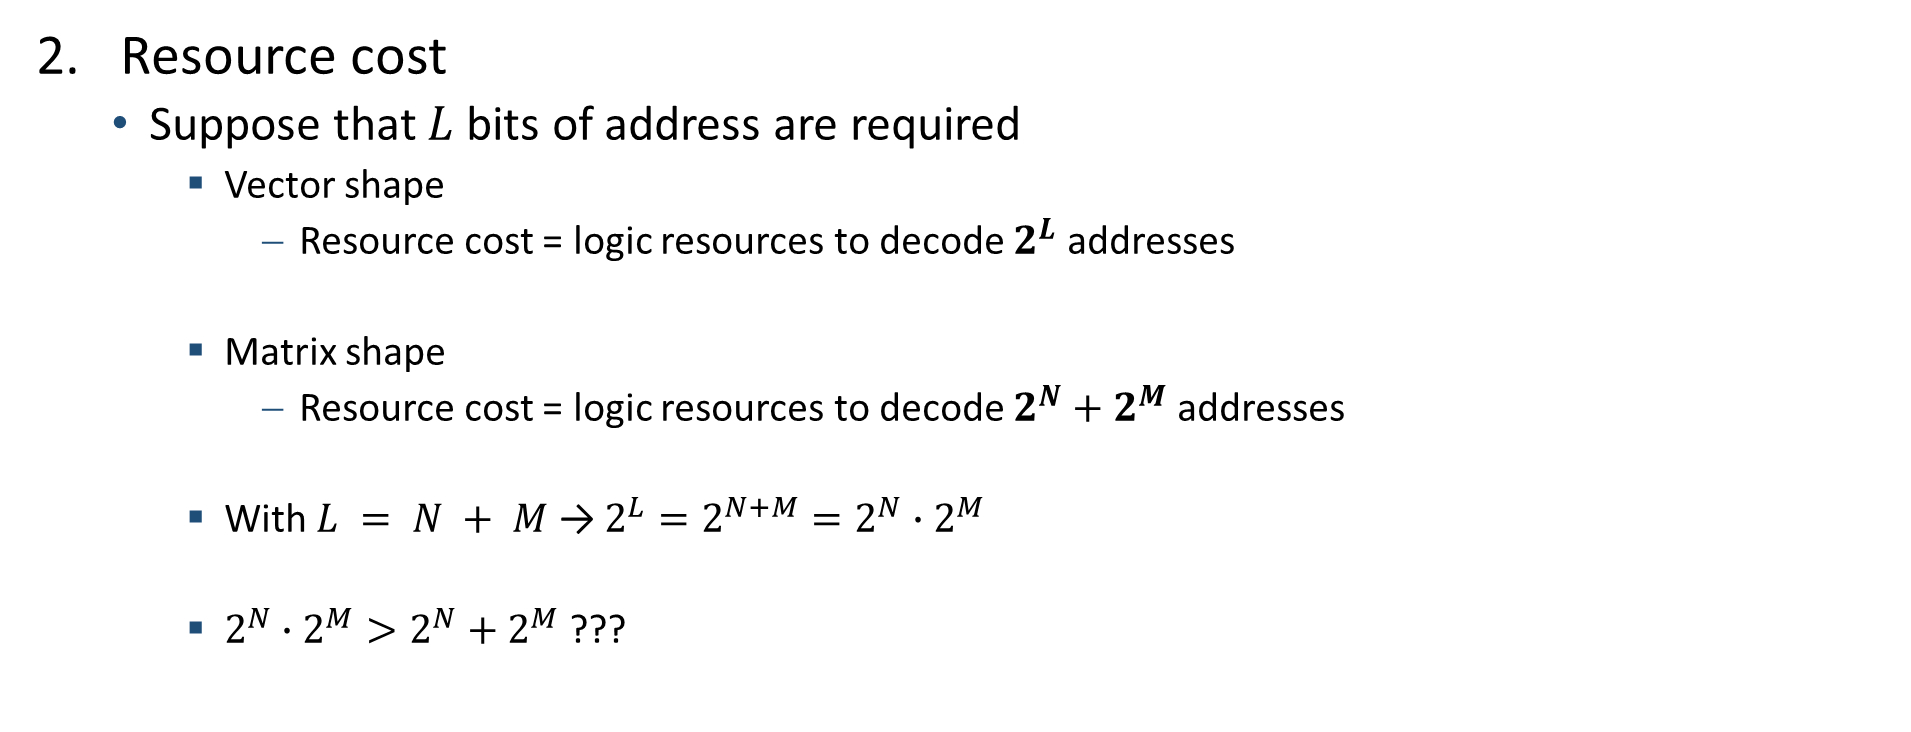 2. Resource cost
• Suppose that L bits of address are required
▪ Vector shape
– Resource cost = logic resources to decode 2^L addresses
▪ Matrix shape
– Resource cost = logic resources to decode 2^N + 2^M addresses
▪ With L = N + M → 2^L = 2^{N+M} = 2^N · 2^M
▪ 2^N · 2^M > 2^N + 2^M ???